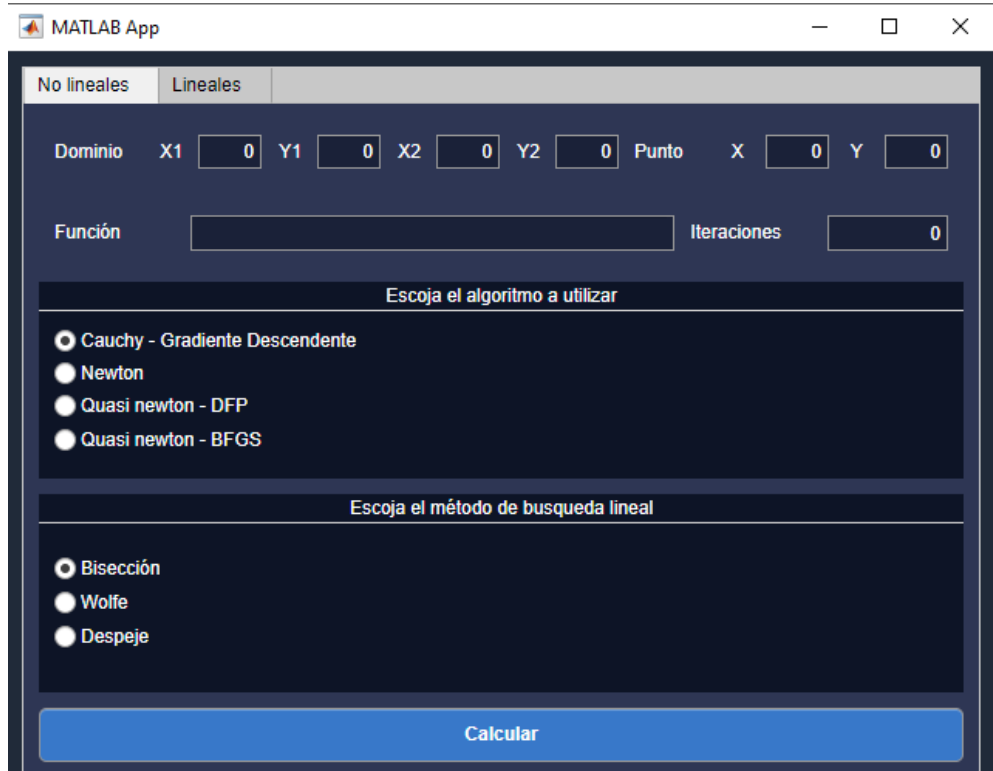 MATLAB App
No lineales Lineales
Dominio X1 0 Y1 0 X2 0 Y2 0 Punto X 0 Y 0
Función Iteraciones 0
Escoja el algoritmo a utilizar
Cauchy - Gradiente Descendente
Newton
Quasi newton - DFP
Quasi newton - BFGS
Escoja el método de busqueda lineal
Bisección
Wolfe
Despeje
Calcular